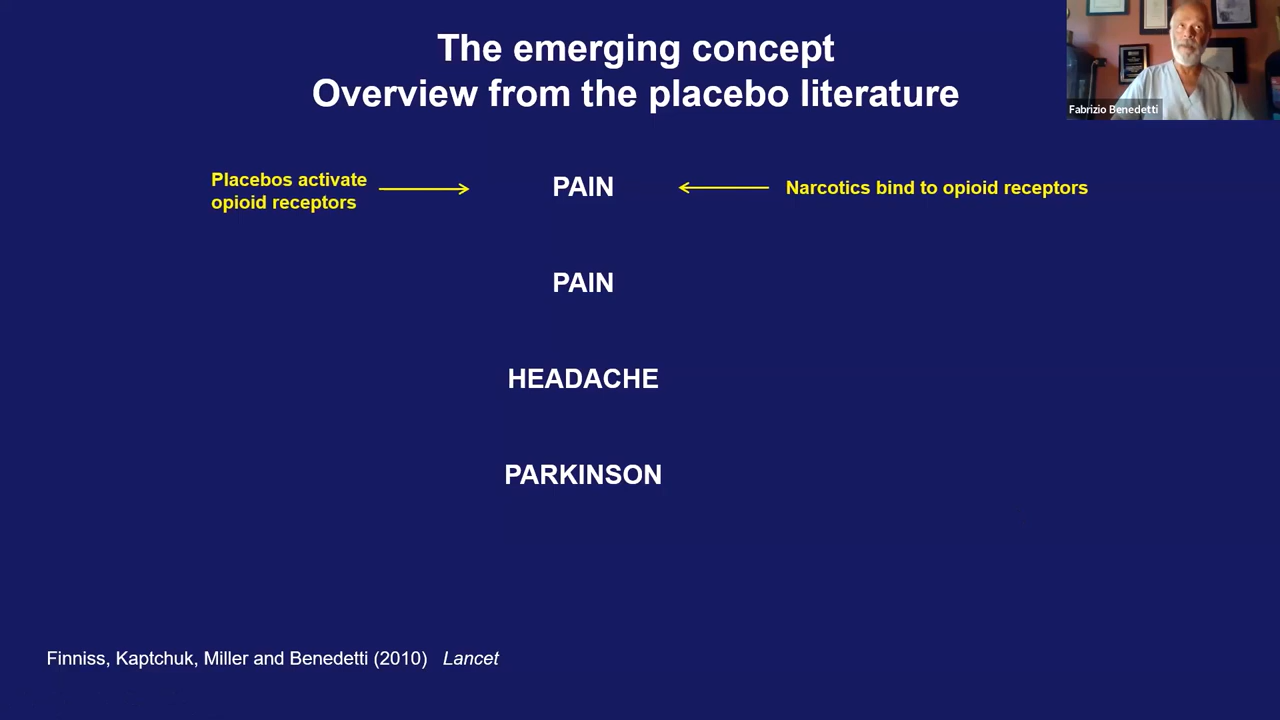 The emerging concept
Overview from the placebo literature
Fabrizio Benedetti
Placebos activate
opioid receptors
PAIN
Narcotics bind to opioid receptors
PAIN
HEADACHE
PARKINSON
Finniss, Kaptchuk, Miller and Benedetti (2010) Lancet